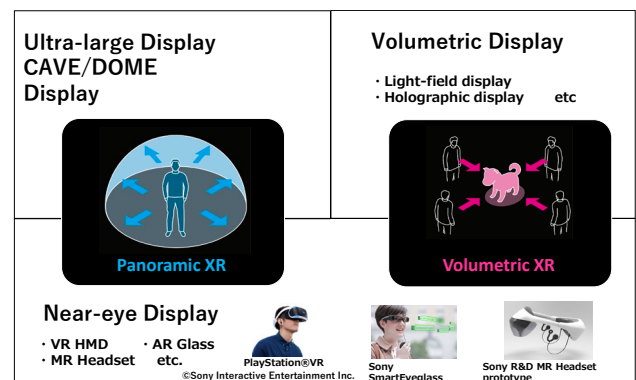 Ultra-large Display
CAVE/DOME
Display
Volumetric Display
・Light-field display
・Holographic display etc
Panoramic XR
Volumetric XR
Near-eye Display
・VR HMD ・AR Glass
・MR Headset etc.
PlayStation®VR
©Sony Interactive Entertainment Inc.
Sony
SmartEyeglass
Sony R&D MR Headset
prototype